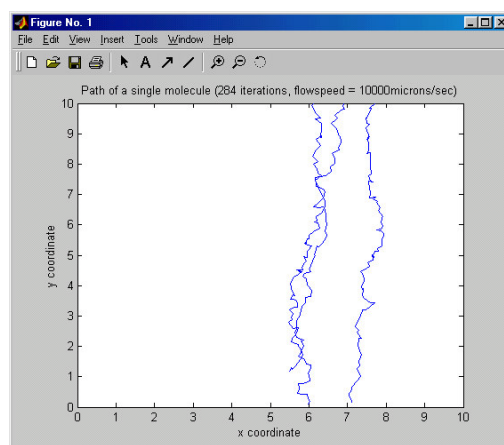 Figure No. 1
File Edit View Insert Tools Window Help
A
Path of a single molecule (284 iterations, flowspeed = 10000microns/sec)
10
9
8
7
6
5
4
3
2
1
0
y coordinate
0 1 2 3 4 5 6 7 8 9 10
x coordinate